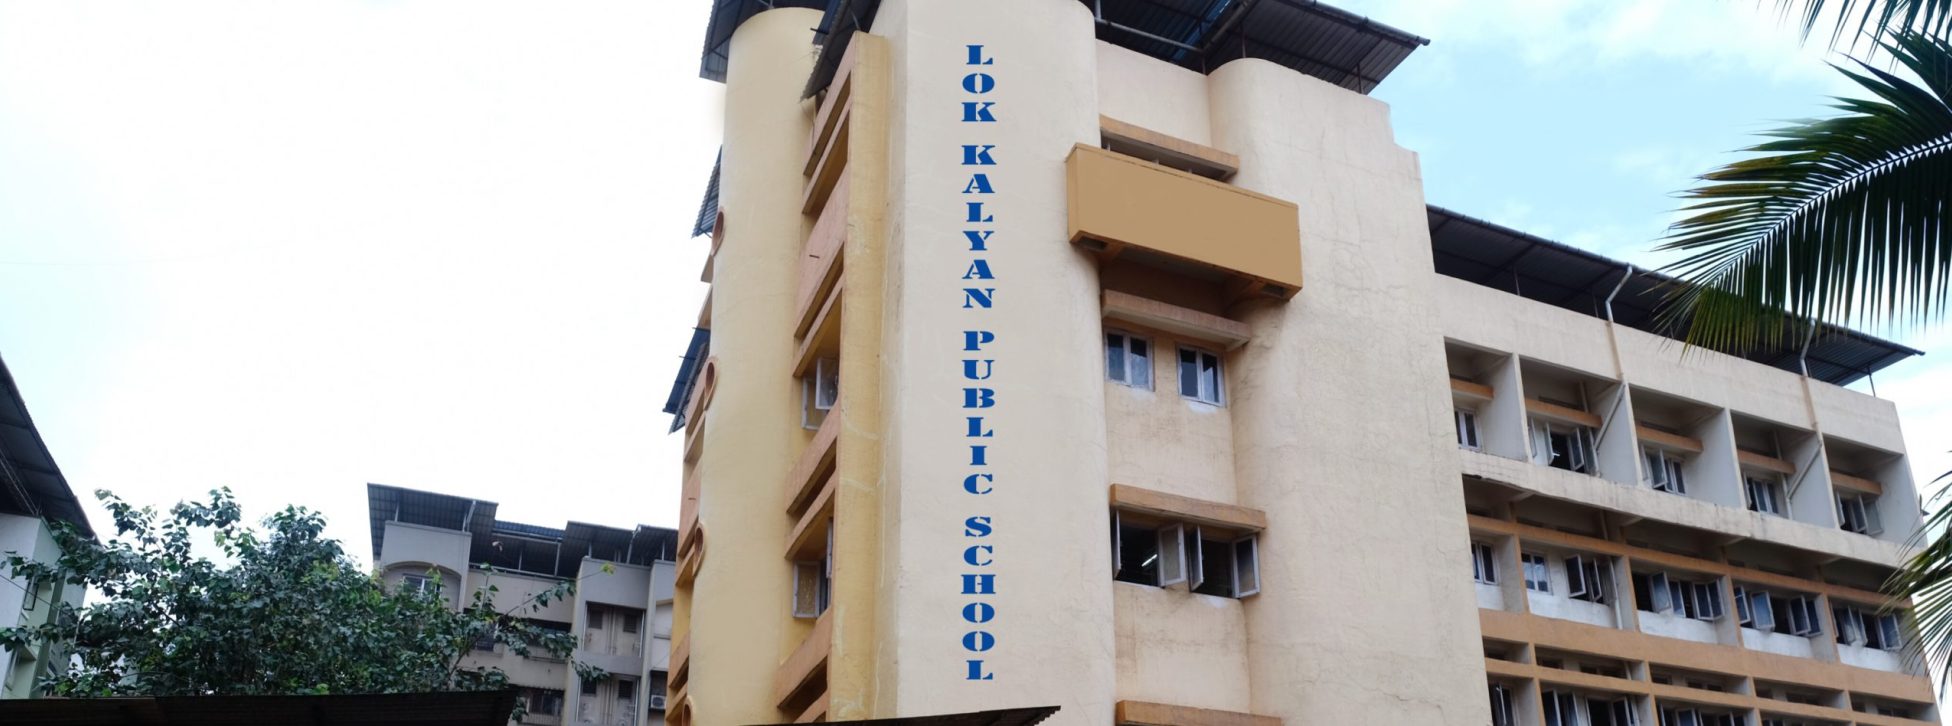 LOK KALYAN PUBLIC SCHOOL